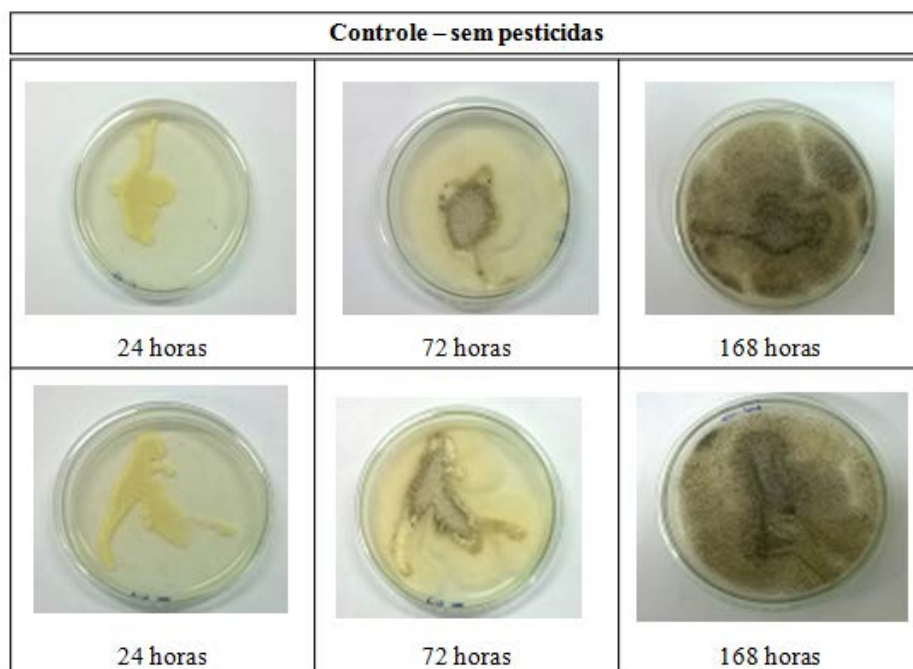 Controle – sem pesticidas
24 horas
72 horas
168 horas
24 horas
72 horas
168 horas